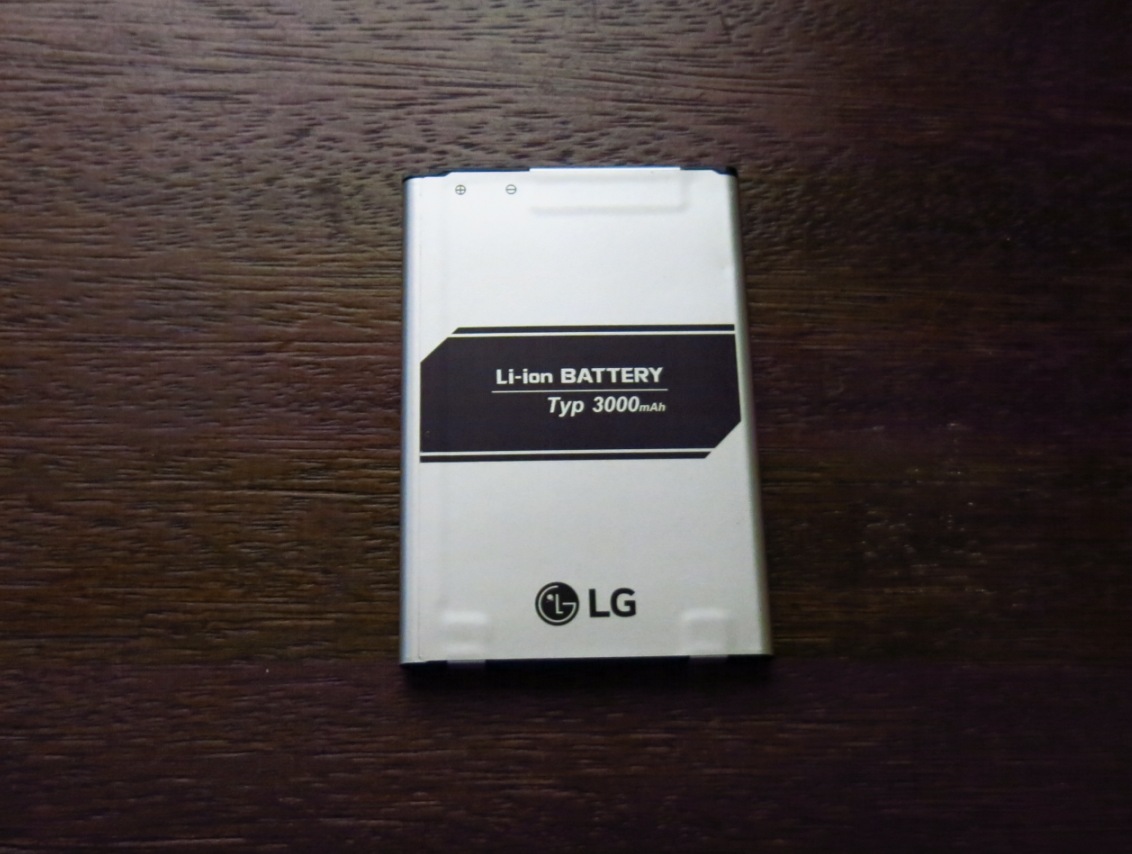 ⊕ ⊖
Li-ion BATTERY
Typ 3000mAh
LG